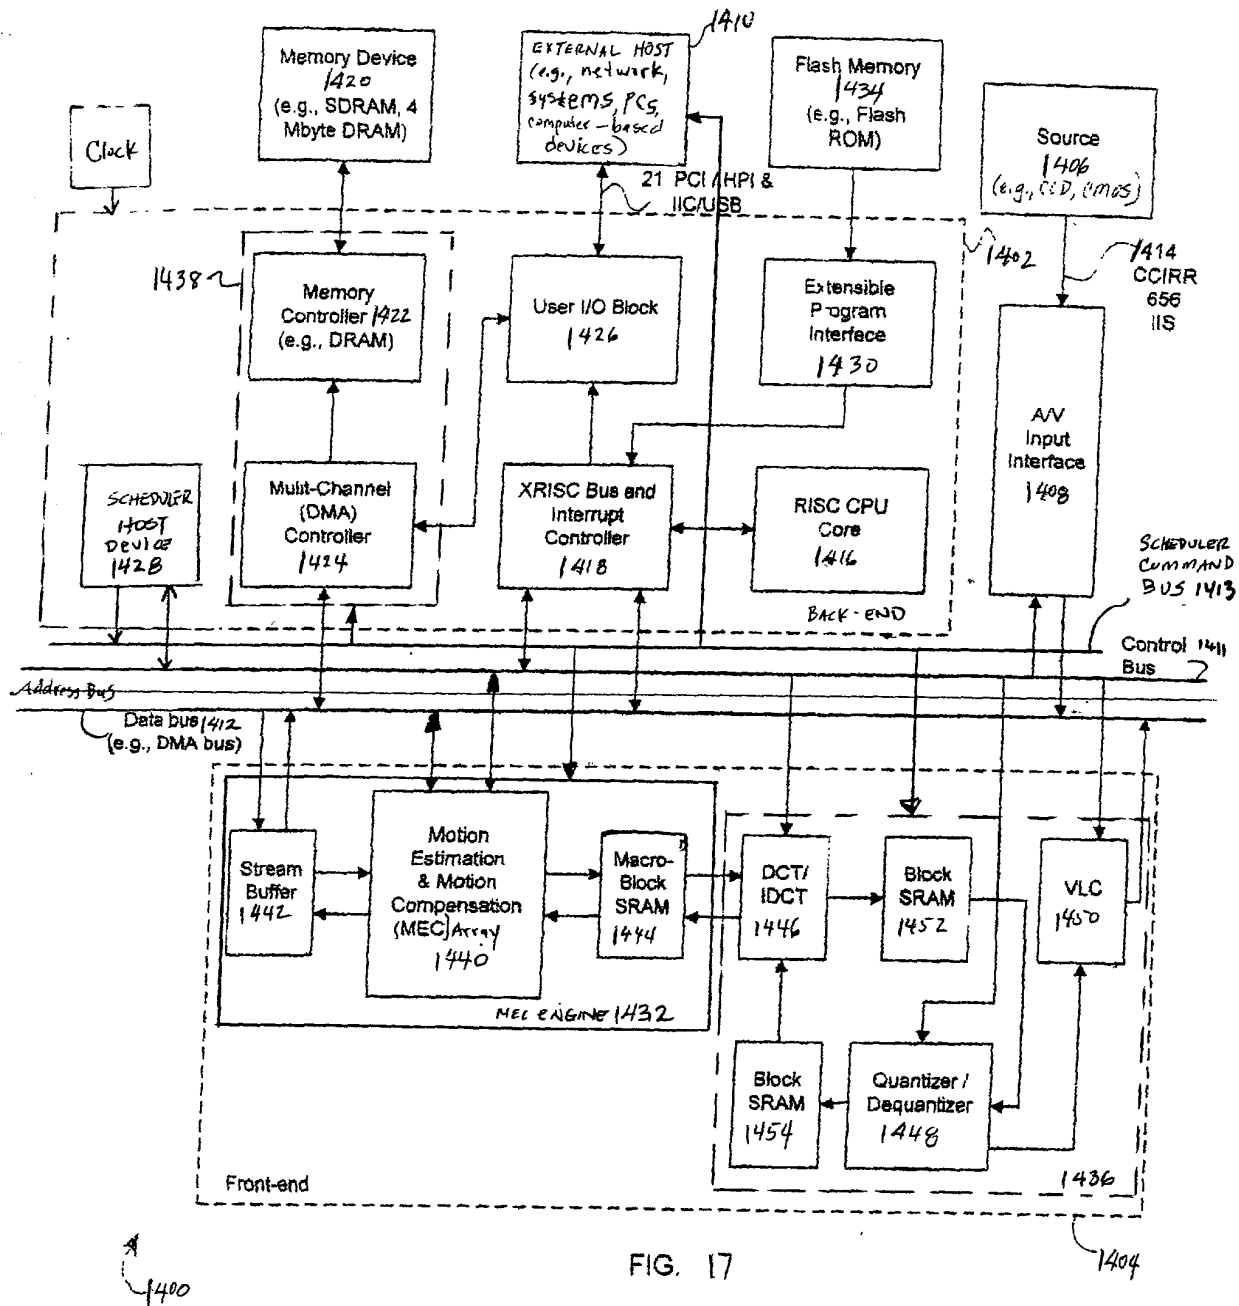 1410
Memory Device
1420
(e.g., SDRAM, 4
Mbyte DRAM)
EXTERNAL HOST
(e.g., network,
systems, PCs,
computer-based
devices)
Flash Memory
1434
(e.g., Flash
ROM)
Source
1406
(e.g., CCD, CMOS)
Clock
21 PCI / HPI &
IIC/USB
1402
1414
CCIRR
656
IIS
1438
Memory
Controller 1422
(e.g., DRAM)
User I/O Block
1426
Extensible
Program
Interface
1430
A/V
Input
Interface
1408
SCHEDULER
HOST
DEVICE
1428
Mulit-Channel
(DMA)
Controller
1424
XRISC Bus and
Interrupt
Controller
1418
RISC CPU
Core
1416
BACK-END
SCHEDULER
COMMAND
BUS 1413
Control 1411
Bus
Address Bus
Data bus 1412
(e.g., DMA bus)
Stream
Buffer
1442
Motion
Estimation
& Motion
Compensation
(MEC) Array
1440
Macro-
Block
SRAM
1444
DCT/
IDCT
1446
Block
SRAM
1452
VLC
1450
MEC ENGINE 1432
Block
SRAM
1454
Quantizer /
Dequantizer
1448
1436
Front-end
1404
1400
FIG. 17